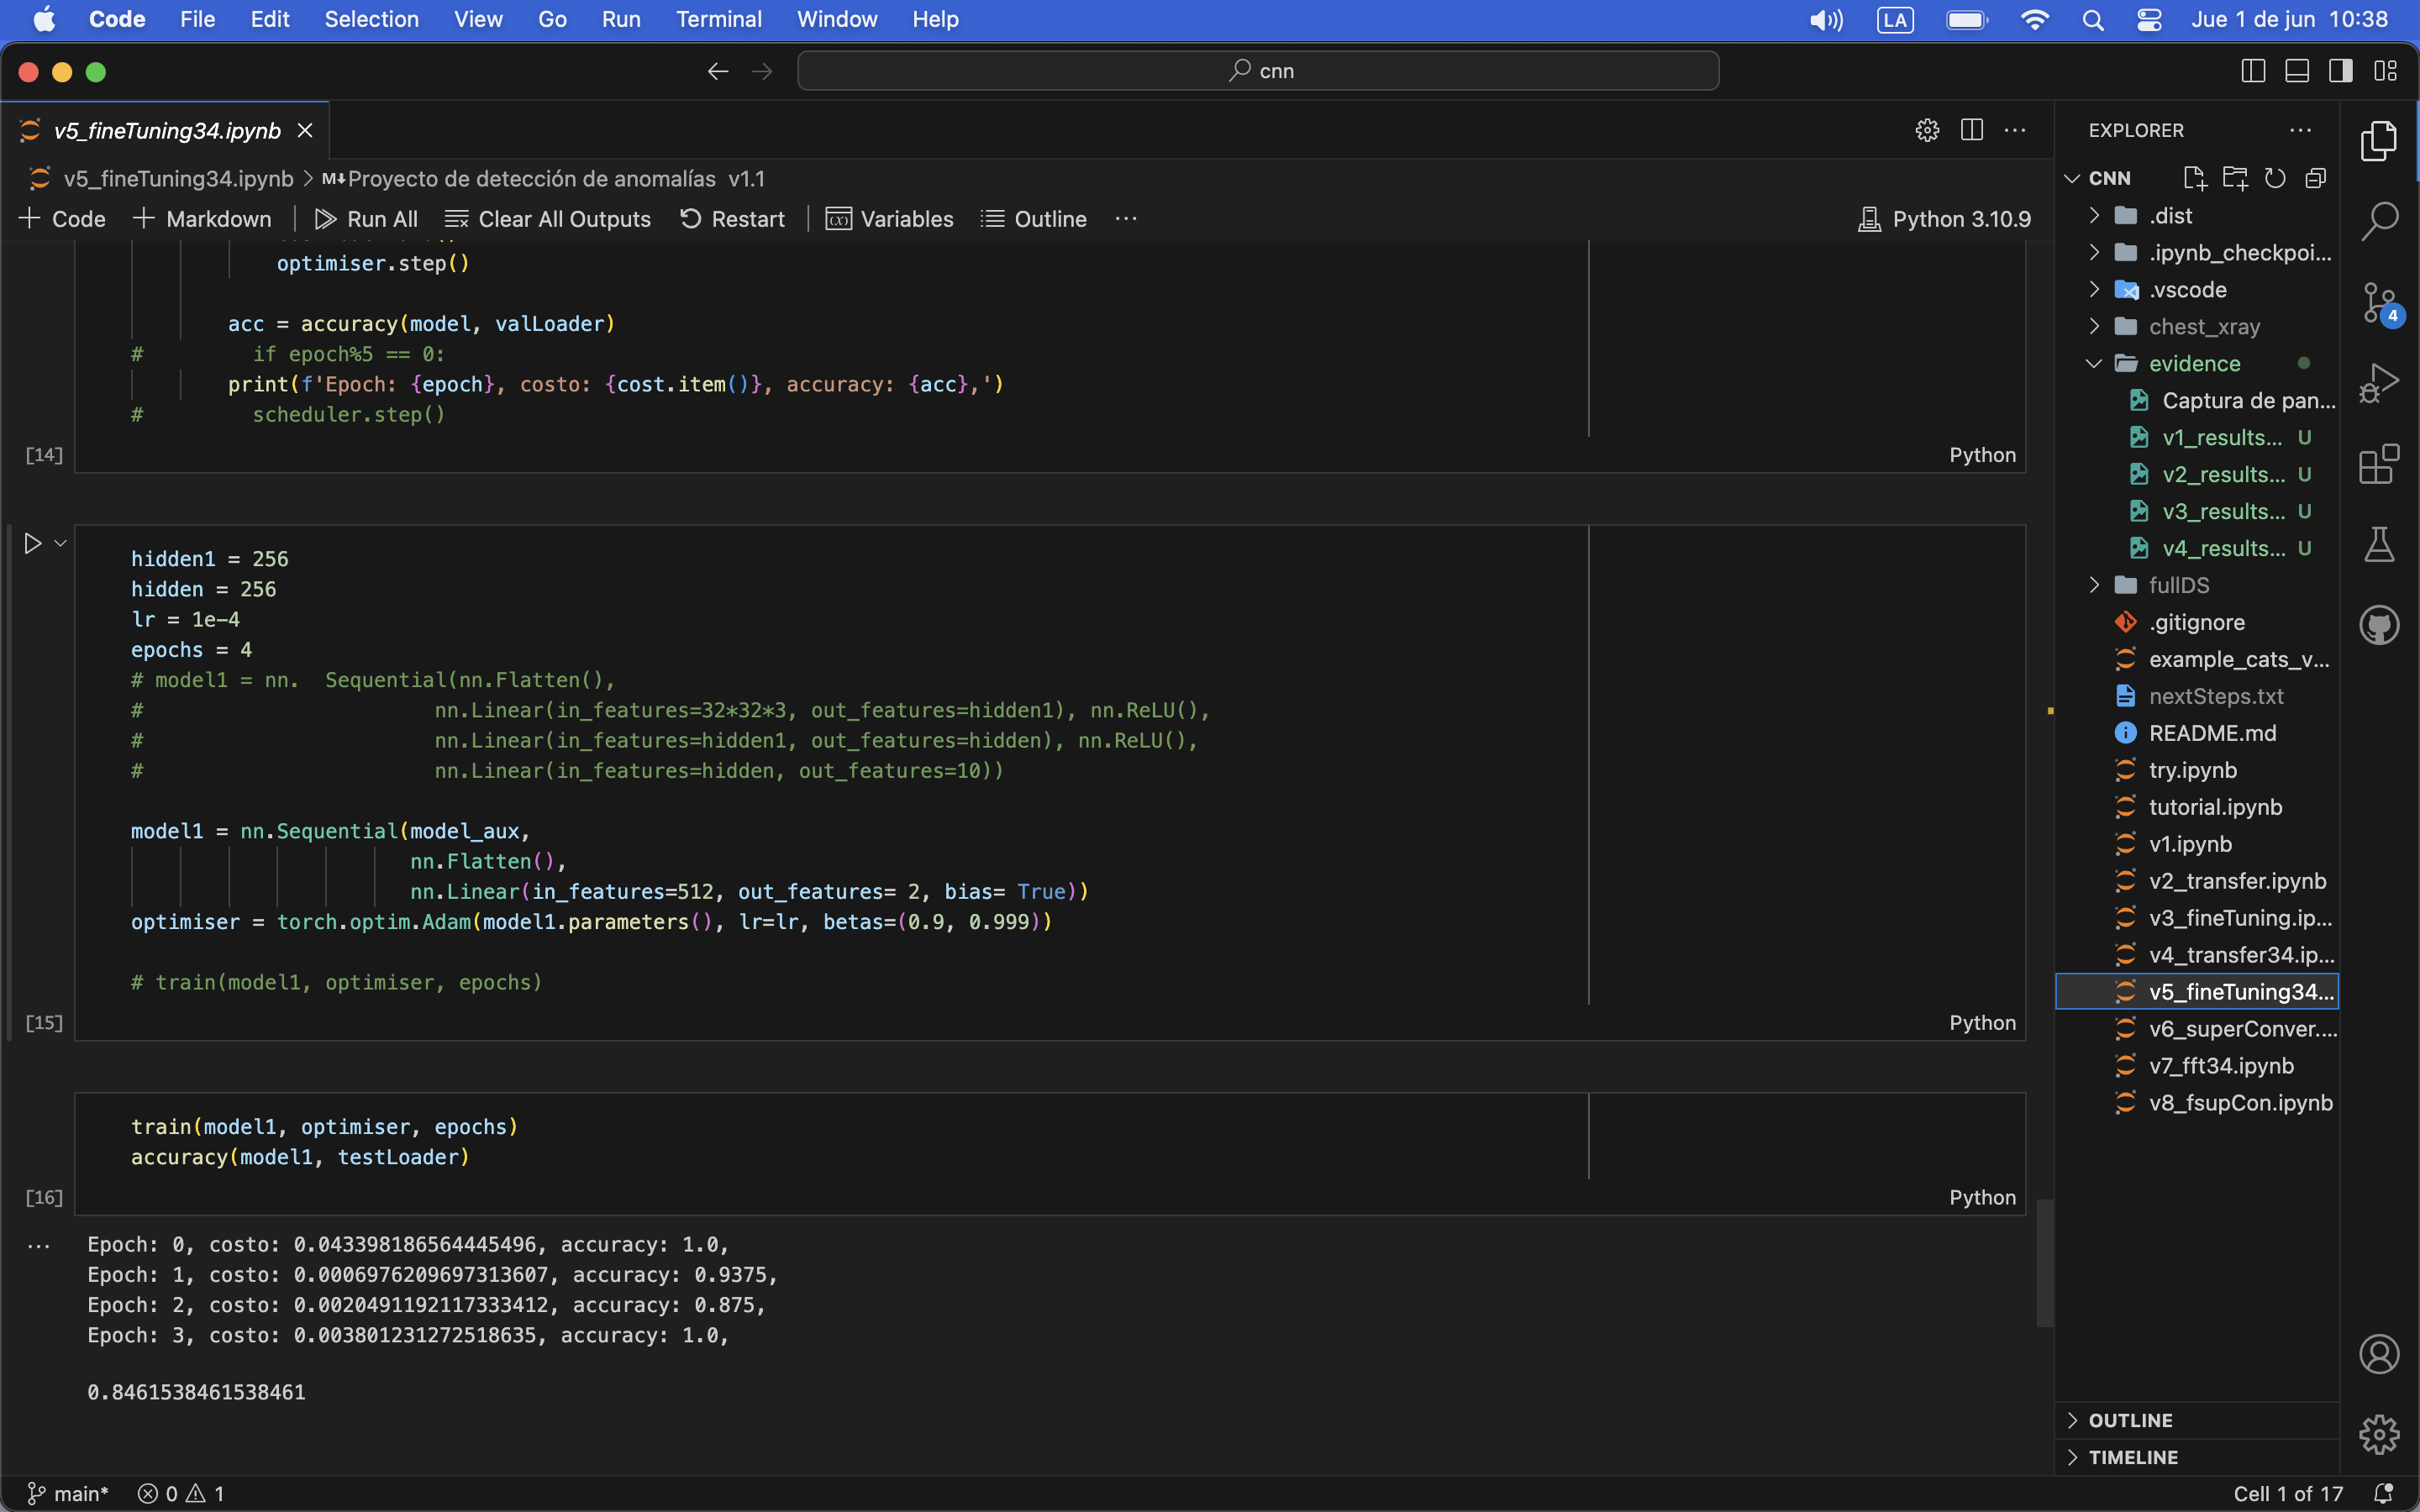 Code File Edit Selection View Go Run Terminal Window Help LA Jue 1 de jun 10:38
cnn
v5_fineTuning34.ipynb
v5_fineTuning34.ipynb > M↓Proyecto de detección de anomalías v1.1
+ Code + Markdown Run All Clear All Outputs Restart Variables Outline ... Python 3.10.9
optimiser.step()
acc = accuracy(model, valLoader)
# if epoch%5 == 0:
print(f'Epoch: {epoch}, costo: {cost.item()}, accuracy: {acc},')
# scheduler.step()
[14] Python
hidden1 = 256
hidden = 256
lr = 1e-4
epochs = 4
# model1 = nn.  Sequential(nn.Flatten(),
# nn.Linear(in_features=32*32*3, out_features=hidden1), nn.ReLU(),
# nn.Linear(in_features=hidden1, out_features=hidden), nn.ReLU(),
# nn.Linear(in_features=hidden, out_features=10))
model1 = nn.Sequential(model_aux,
nn.Flatten(),
nn.Linear(in_features=512, out_features= 2, bias= True))
optimiser = torch.optim.Adam(model1.parameters(), lr=lr, betas=(0.9, 0.999))
# train(model1, optimiser, epochs)
[15] Python
train(model1, optimiser, epochs)
accuracy(model1, testLoader)
[16] Python
... Epoch: 0, costo: 0.043398186564445496, accuracy: 1.0,
Epoch: 1, costo: 0.0006976209697313607, accuracy: 0.9375,
Epoch: 2, costo: 0.0020491192117333412, accuracy: 0.875,
Epoch: 3, costo: 0.003801231272518635, accuracy: 1.0,
0.8461538461538461
EXPLORER ...
CNN
.dist
.ipynb_checkpoi...
.vscode
chest_xray
evidence
Captura de pan...
v1_results... U
v2_results... U
v3_results... U
v4_results... U
fullDS
.gitignore
example_cats_v...
nextSteps.txt
README.md
try.ipynb
tutorial.ipynb
v1.ipynb
v2_transfer.ipynb
v3_fineTuning.ip...
v4_transfer34.ip...
v5_fineTuning34...
v6_superConver....
v7_fft34.ipynb
v8_fsupCon.ipynb
OUTLINE
TIMELINE
4
main* 0 1 Cell 1 of 17